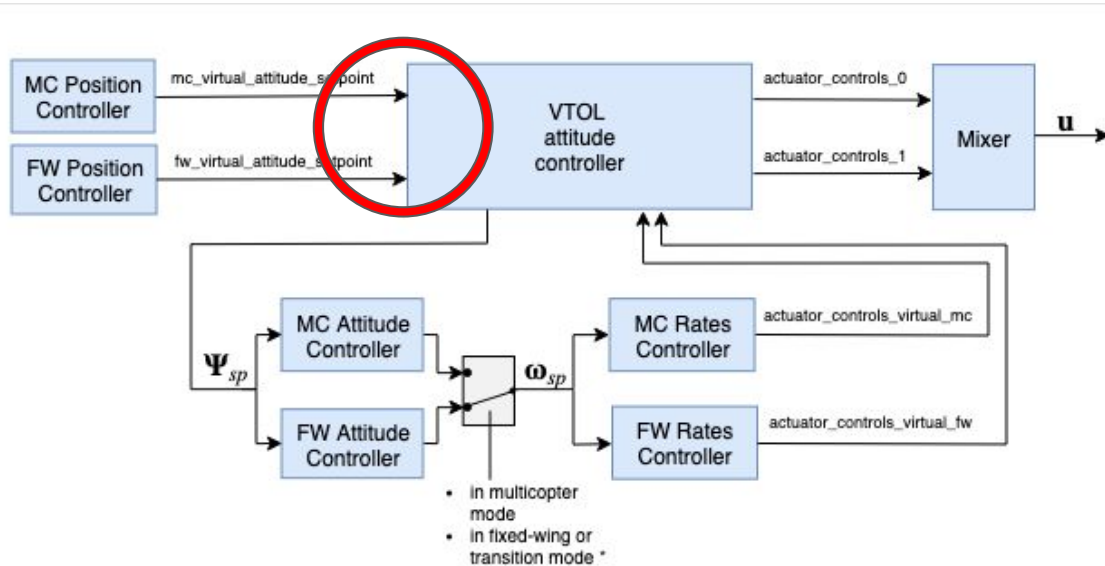 mc_virtual_attitude_setpoint
MC Position
Controller
fw_virtual_attitude_setpoint
FW Position
Controller
VTOL
attitude
controller
actuator_controls_0
actuator_controls_1
Mixer
u
Ψsp
MC Attitude
Controller
FW Attitude
Controller
ωsp
MC Rates
Controller
FW Rates
Controller
actuator_controls_virtual_mc
actuator_controls_virtual_fw
• in multicopter
mode
• in fixed-wing or
transition mode *